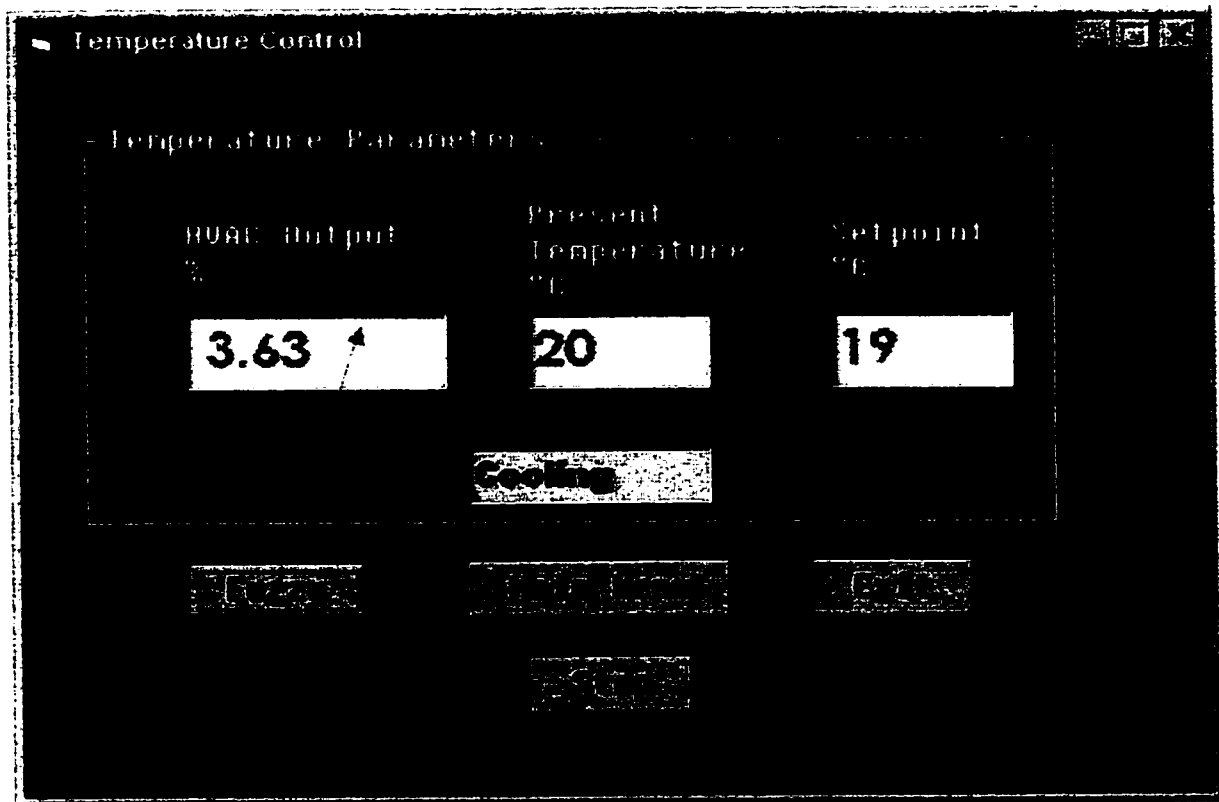 Temperature Control
Temperature Parameters
HVAC Output
%
Present
Temperature
°C
Setpoint
°C
3.63
20
19
Cooling